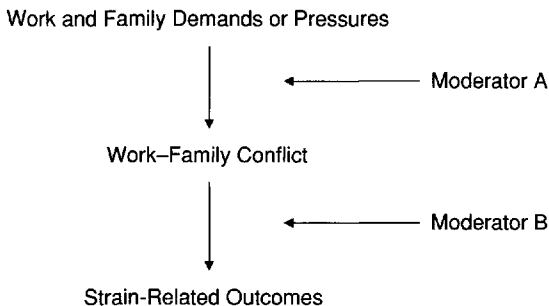 Work and Family Demands or Pressures
Moderator A
Work–Family Conflict
Moderator B
Strain-Related Outcomes